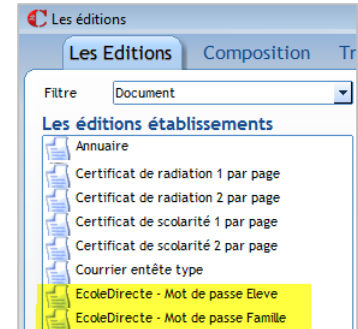 Les éditions
Les Editions Composition Tr
Filtre Document
Les éditions établissements
Annuaire
Certificat de radiation 1 par page
Certificat de radiation 2 par page
Certificat de scolarité 1 par page
Certificat de scolarité 2 par page
Courrier entête type
EcoleDirecte - Mot de passe Eleve
EcoleDirecte - Mot de passe Famille